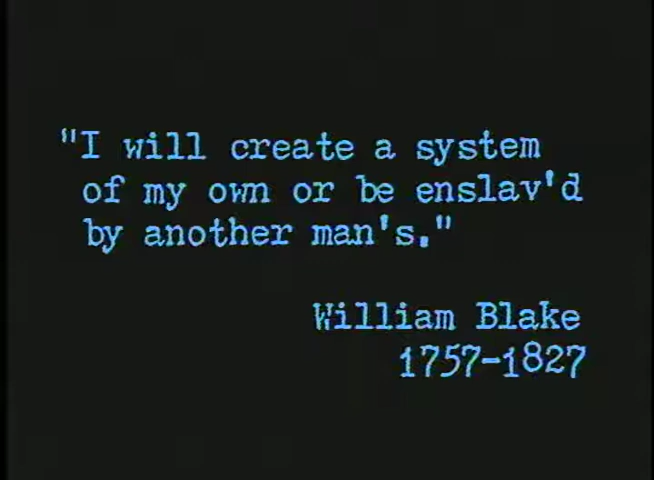 "I will create a system
of my own or be enslav'd
by another man's."
William Blake
1757-1827